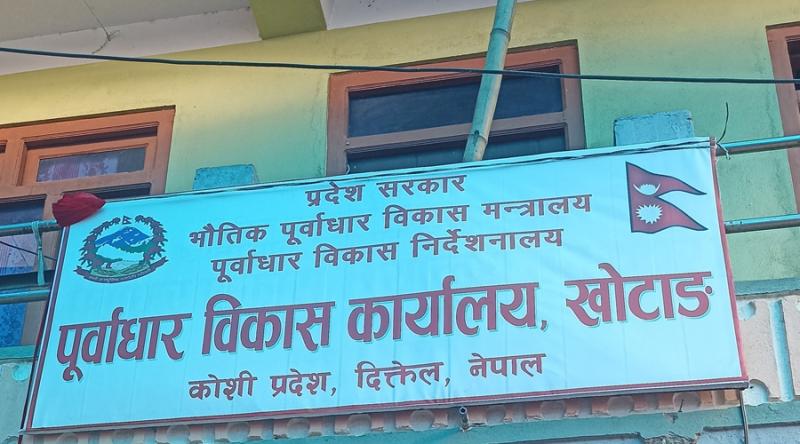 प्रदेश सरकार
भौतिक पूर्वाधार विकास मन्त्रालय
पूर्वाधार विकास निर्देशनालय
पूर्वाधार विकास कार्यालय, खोटाङ
कोशी प्रदेश, दिक्तेल, नेपाल